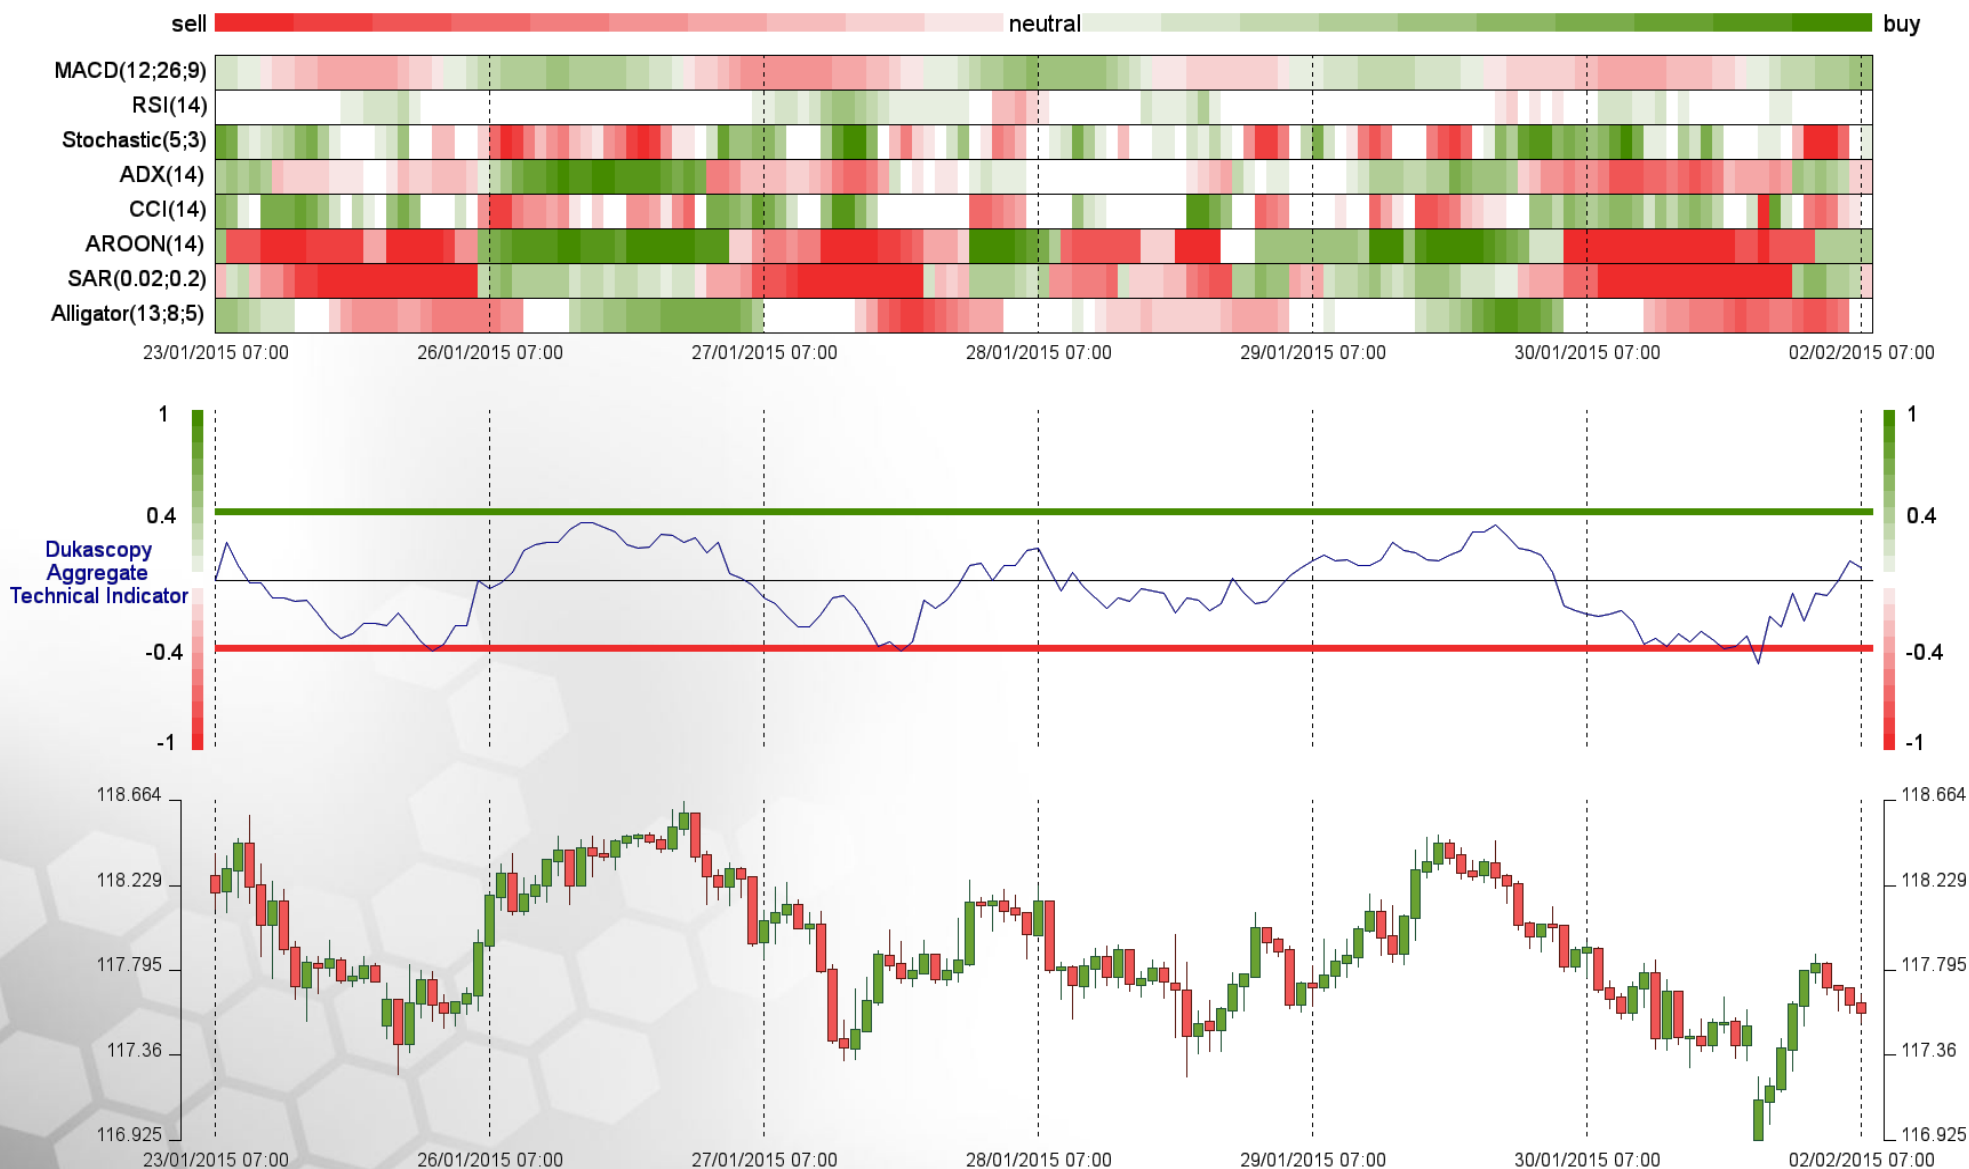 sell neutral buy
MACD(12;26;9)
RSI(14)
Stochastic(5;3)
ADX(14)
CCI(14)
AROON(14)
SAR(0.02;0.2)
Alligator(13;8;5)
23/01/2015 07:00 26/01/2015 07:00 27/01/2015 07:00 28/01/2015 07:00 29/01/2015 07:00 30/01/2015 07:00 02/02/2015 07:00
1 1
0.4 0.4
Dukascopy
Aggregate
Technical Indicator
-0.4 -0.4
-1 -1
118.664 118.664
118.229 118.229
117.795 117.795
117.36 117.36
116.925 116.925
23/01/2015 07:00 26/01/2015 07:00 27/01/2015 07:00 28/01/2015 07:00 29/01/2015 07:00 30/01/2015 07:00 02/02/2015 07:00